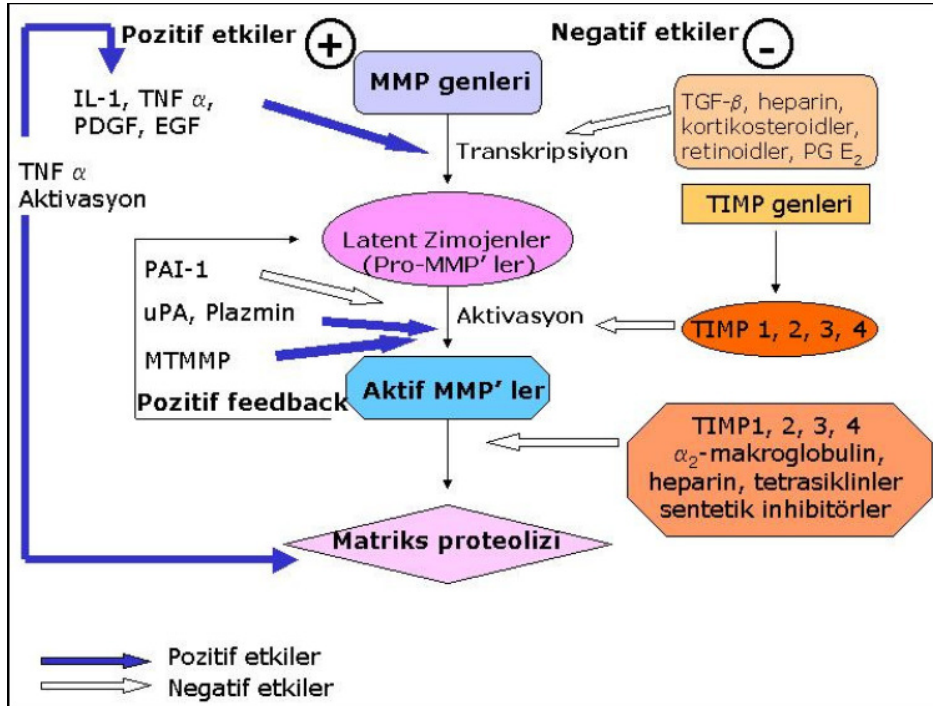 Pozitif etkiler
+
Negatif etkiler
-
MMP genleri
IL-1, TNF α,
PDGF, EGF
TGF-β, heparin,
kortikosteroidler,
retinoidler, PG E₂
Transkripsiyon
TNF α
Aktivasyon
TIMP genleri
Latent Zimojenler
(Pro-MMP' ler)
PAI-1
uPA, Plazmin
MTMMP
Pozitif feedback
Aktivasyon
TIMP 1, 2, 3, 4
Aktif MMP' ler
TIMP1, 2, 3, 4
α₂-makroglobulin,
heparin, tetrasiklinler
sentetik inhibitörler
Matriks proteolizi
Pozitif etkiler
Negatif etkiler